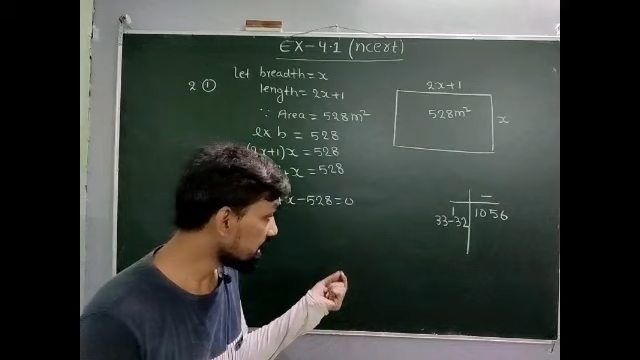 EX-4.1 (ncert)
2 ① Let breadth = x
length = 2x+1
∵ Area = 528m²
l x b = 528
(2x+1)x = 528
+x = 528
x - 528 = 0
2x+1
528m²
x
1 1056
33-32